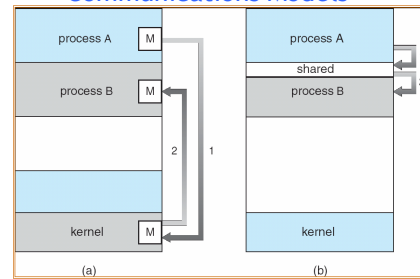 Communications Models
process A
M
process B
M
2
1
kernel
M
(a)
process A
shared
process B
kernel
(b)